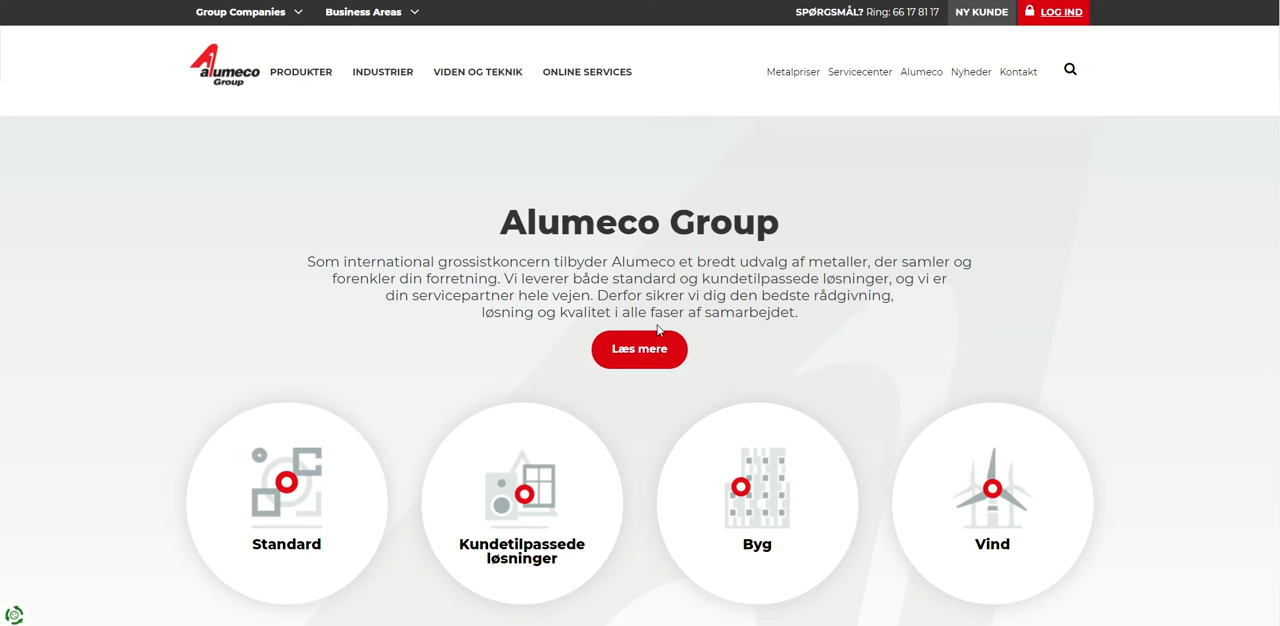 Group Companies Business Areas SPØRGSMÅL? Ring: 66 17 81 17 NY KUNDE LOG IND
alumeco
Group
PRODUKTER INDUSTRIER VIDEN OG TEKNIK ONLINE SERVICES Metalpriser Servicecenter Alumeco Nyheder Kontakt
Alumeco Group
Som international grossistkoncern tilbyder Alumeco et bredt udvalg af metaller, der samler og
forenkler din forretning. Vi leverer både standard og kundetilpassede løsninger, og vi er
din servicepartner hele vejen. Derfor sikrer vi dig den bedste rådgivning,
løsning og kvalitet i alle faser af samarbejdet.
Læs mere
Standard
Kundetilpassede
løsninger
Byg
Vind